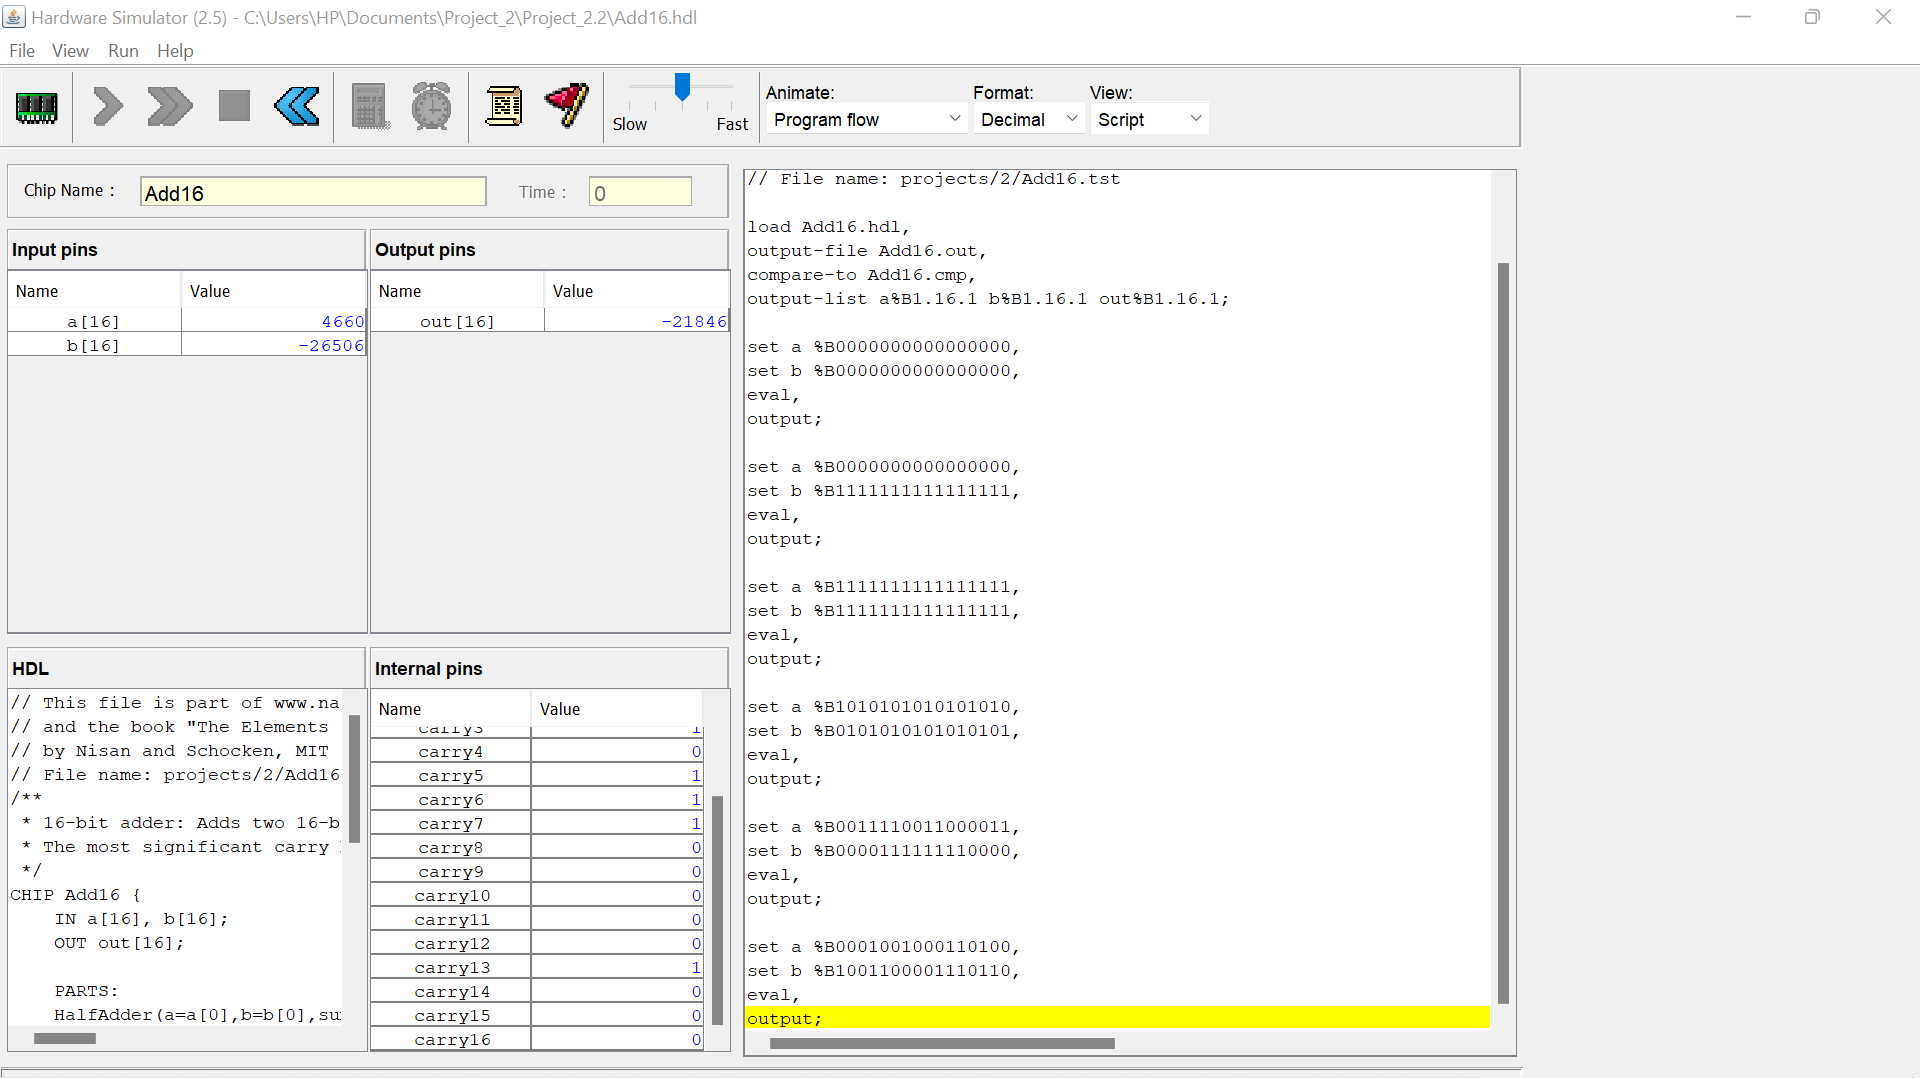 Hardware Simulator (2.5) - C:\Users\HP\Documents\Project_2\Project_2.2\Add16.hdl
File View Run Help
Slow Fast
Animate: Format: View:
Program flow Decimal Script
Chip Name : Add16 Time : 0
Input pins
Name Value
a[16] 4660
b[16] -26506
Output pins
Name Value
out[16] -21846
HDL
// This file is part of www.na
// and the book "The Elements
// by Nisan and Schocken, MIT
// File name: projects/2/Add16
/**
* 16-bit adder: Adds two 16-b
* The most significant carry
*/
CHIP Add16 {
IN a[16], b[16];
OUT out[16];
PARTS:
HalfAdder(a=a[0],b=b[0],su
Internal pins
Name Value
carry3 1
carry4 0
carry5 1
carry6 1
carry7 1
carry8 0
carry9 0
carry10 0
carry11 0
carry12 0
carry13 1
carry14 0
carry15 0
carry16 0
// File name: projects/2/Add16.tst
load Add16.hdl,
output-file Add16.out,
compare-to Add16.cmp,
output-list a%B1.16.1 b%B1.16.1 out%B1.16.1;
set a %B0000000000000000,
set b %B0000000000000000,
eval,
output;
set a %B0000000000000000,
set b %B1111111111111111,
eval,
output;
set a %B1111111111111111,
set b %B1111111111111111,
eval,
output;
set a %B1010101010101010,
set b %B0101010101010101,
eval,
output;
set a %B0011110011000011,
set b %B0000111111110000,
eval,
output;
set a %B0001001000110100,
set b %B1001100001110110,
eval,
output;